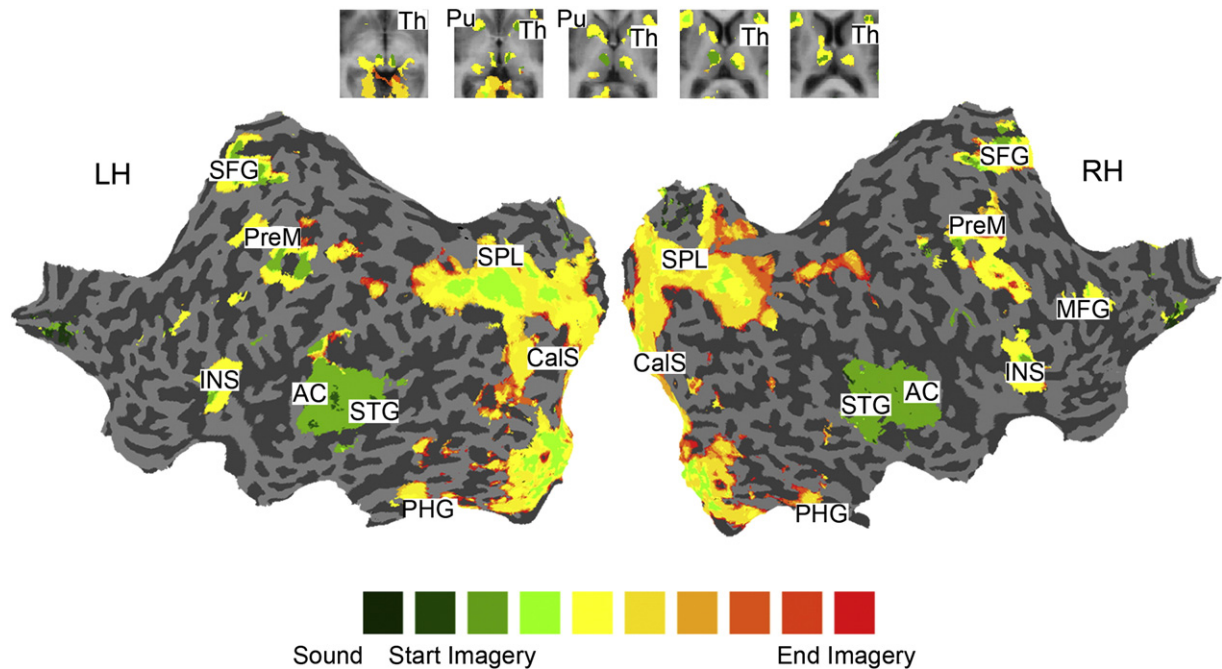 Th Pu Th Pu Th Th Th
LH
SFG
PreM
SPL
CalS
INS
AC
STG
PHG
RH
SFG
PreM
SPL
MFG
CalS
INS
AC
STG
PHG
Sound Start Imagery End Imagery